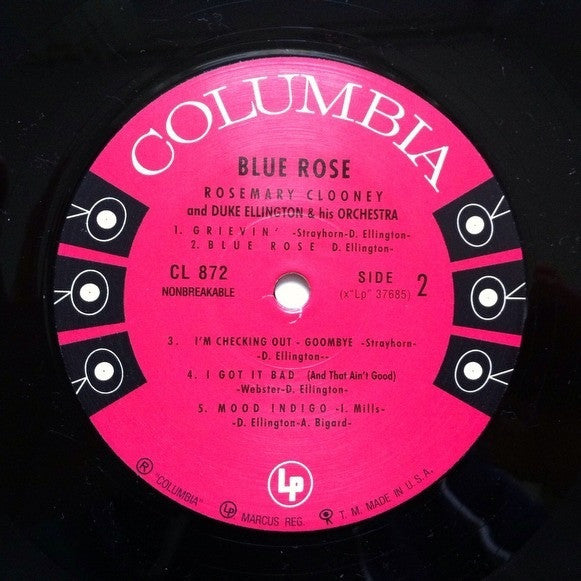 COLUMBIA
BLUE ROSE
ROSEMARY CLOONEY
and DUKE ELLINGTON & his ORCHESTRA
1. GRIEVIN' -Strayhorn-D. Ellington-
2. BLUE ROSE D. Ellington-
CL 872
NONBREAKABLE
SIDE 2
(x"Lp" 37685)
3. I'M CHECKING OUT - GOOMBYE -Strayhorn-
-D. Ellington--
4. I GOT IT BAD (And That Ain't Good)
-Webster-D. Ellington-
5. MOOD INDIGO -I. Mills-
-D. Ellington-A. Bigard-
Lp
® "COLUMBIA" Lp MARCUS REG. T. M. MADE IN U.S.A.